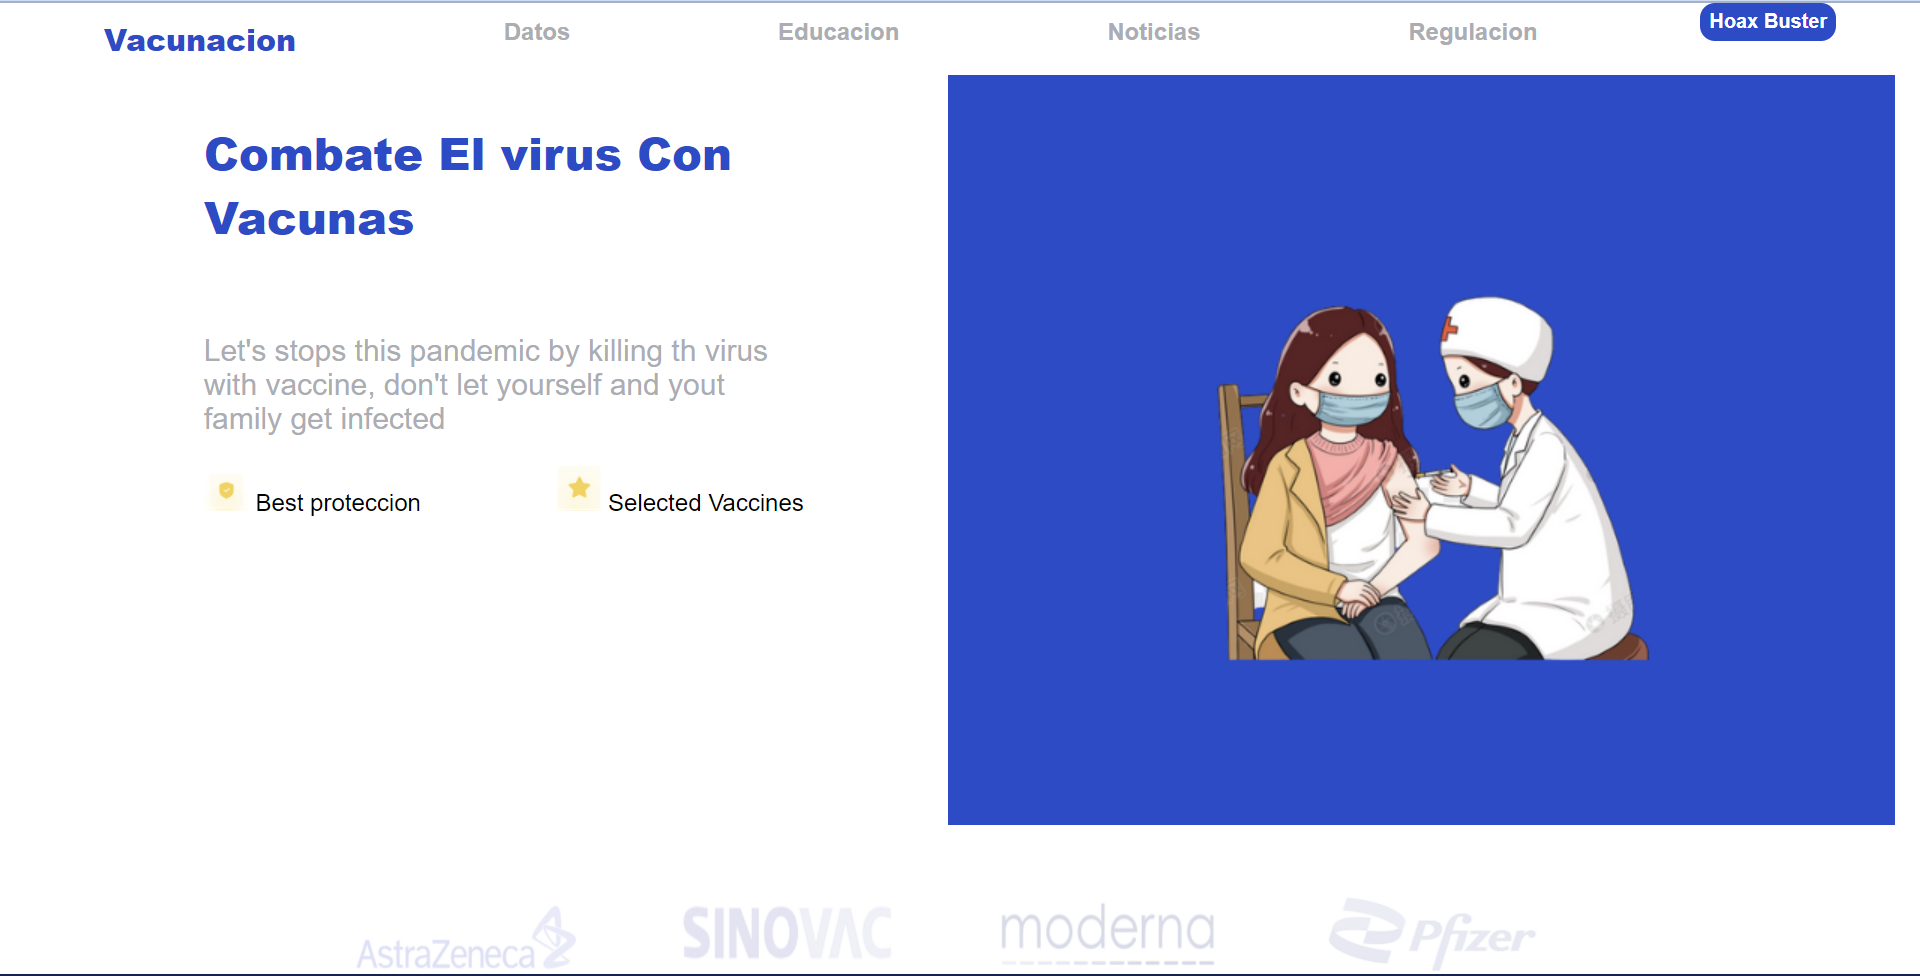 Vacunacion
Datos
Educacion
Noticias
Regulacion
Hoax Buster
Combate El virus Con
Vacunas
Let's stops this pandemic by killing th virus
with vaccine, don't let yourself and yout
family get infected
Best proteccion
Selected Vaccines
AstraZeneca
SINOVAC
moderna
Pfizer